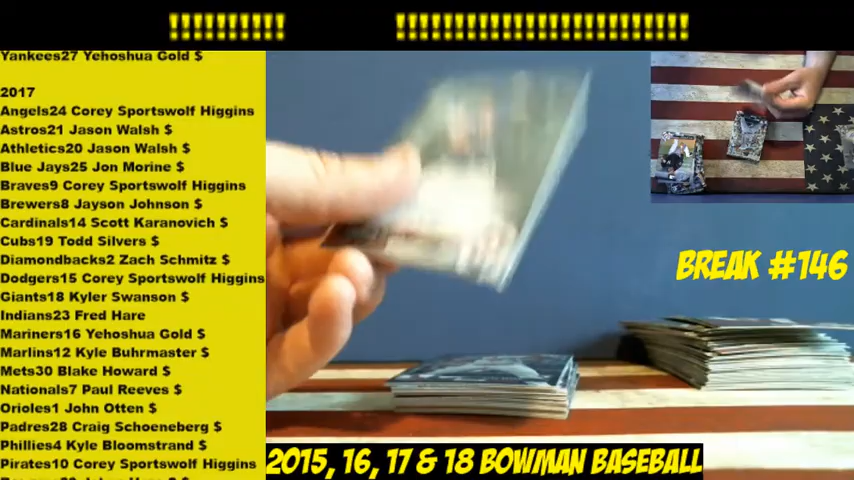 !!!!!!!!!!!!! !!!!!!!!!!!!!!!!!!!!!!!!!!!!!!!!!
Yankees27 Yehoshua Gold $
2017
Angels24 Corey Sportswolf Higgins
Astros21 Jason Walsh $
Athletics20 Jason Walsh $
Blue Jays25 Jon Morine $
Braves9 Corey Sportswolf Higgins
Brewers8 Jayson Johnson $
Cardinals14 Scott Karanovich $
Cubs19 Todd Silvers $
Diamondbacks2 Zach Schmitz $
Dodgers15 Corey Sportswolf Higgins
Giants18 Kyler Swanson $
Indians23 Fred Hare
Mariners16 Yehoshua Gold $
Marlins12 Kyle Buhrmaster $
Mets30 Blake Howard $
Nationals7 Paul Reeves $
Orioles1 John Otten $
Padres28 Craig Schoeneberg $
Phillies4 Kyle Bloomstrand $
Pirates10 Corey Sportswolf Higgins
BREAK #146
2015, 16, 17 & 18 BOWMAN BASEBALL